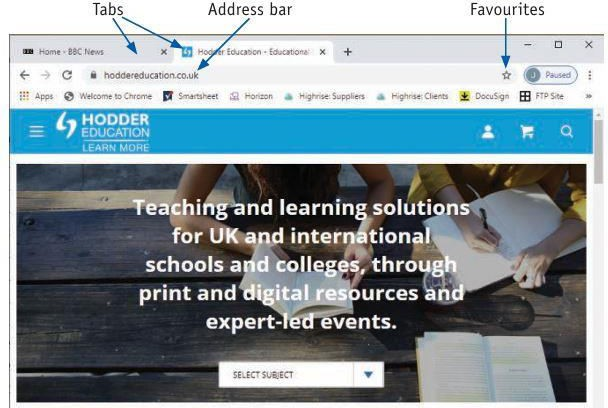 Tabs Address bar Favourites
Home - BBC News Hodder Education - Educational
hoddereducation.co.uk Paused
Apps Welcome to Chrome Smartsheet Horizon Highrise: Suppliers Highrise: Clients DocuSign FTP Site »
HODDER
EDUCATION
LEARN MORE
Teaching and learning solutions
for UK and international
schools and colleges, through
print and digital resources and
expert-led events.
SELECT SUBJECT